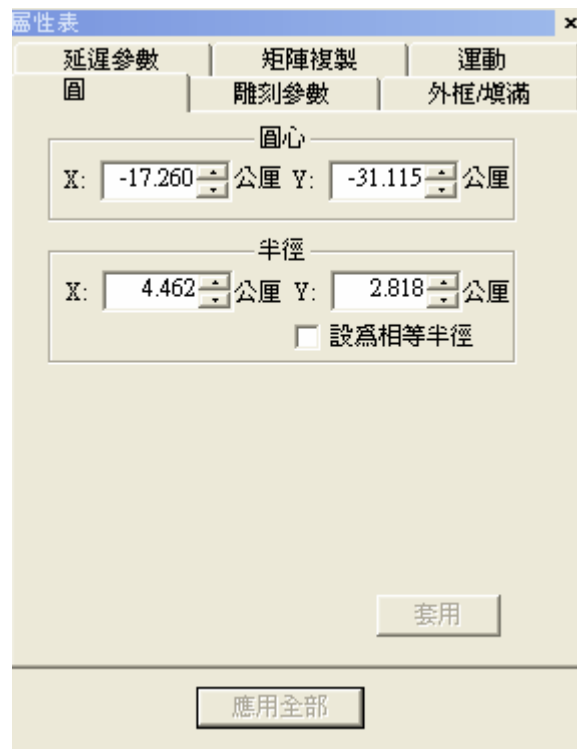 屬性表
延遲參數 矩陣複製 運動
圓 雕刻參數 外框/填滿
圓心
X: -17.260 公厘 Y: -31.115 公厘
半徑
X: 4.462 公厘 Y: 2.818 公厘
設為相等半徑
套用
應用全部